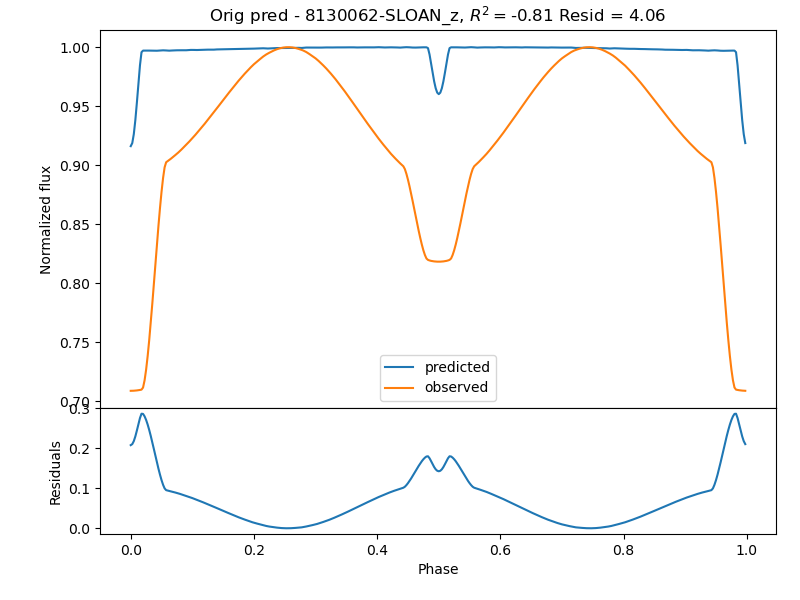 Orig pred - 8130062-SLOAN_z, $R^2$ = -0.81 Resid = 4.06
1.00
0.95
0.90
0.85
0.80
0.75
0.70
Normalized flux
predicted
observed
0.3
0.2
0.1
0.0
Residuals
0.0 0.2 0.4 0.6 0.8 1.0
Phase